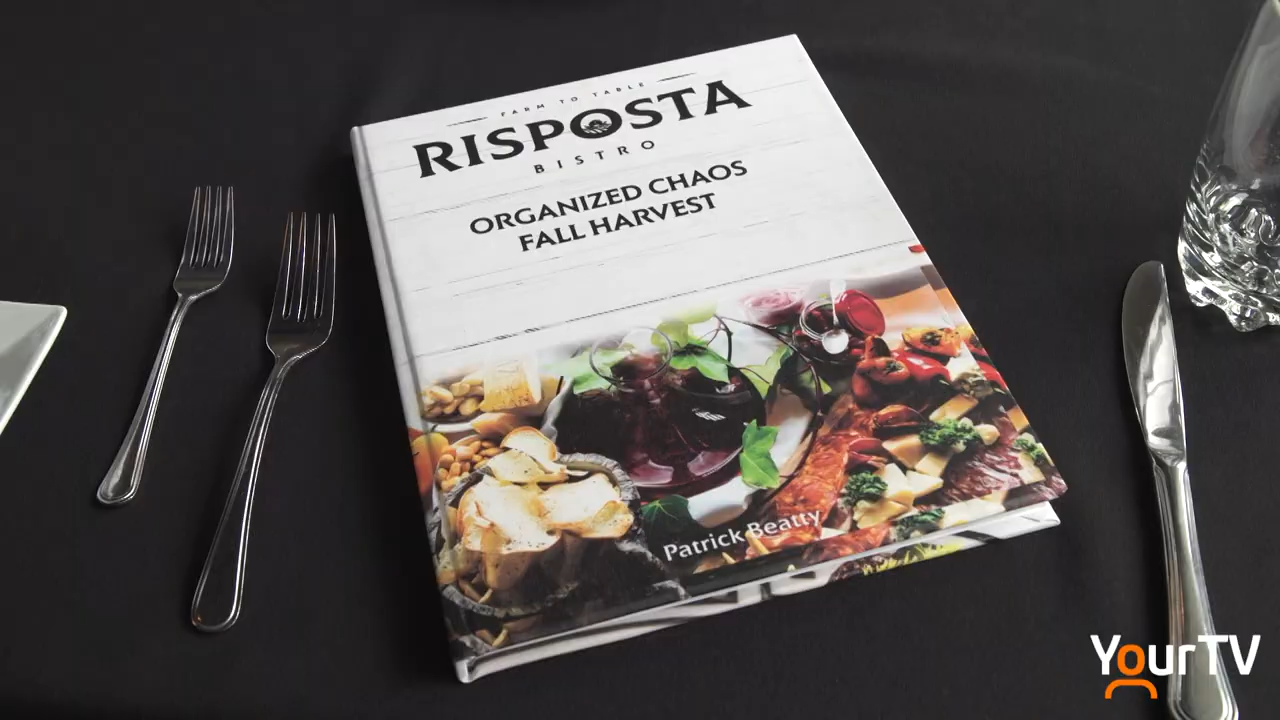 FARM TO TABLE
RISPOSTA
BISTRO
ORGANIZED CHAOS
FALL HARVEST
Patrick Beatty
YourTV